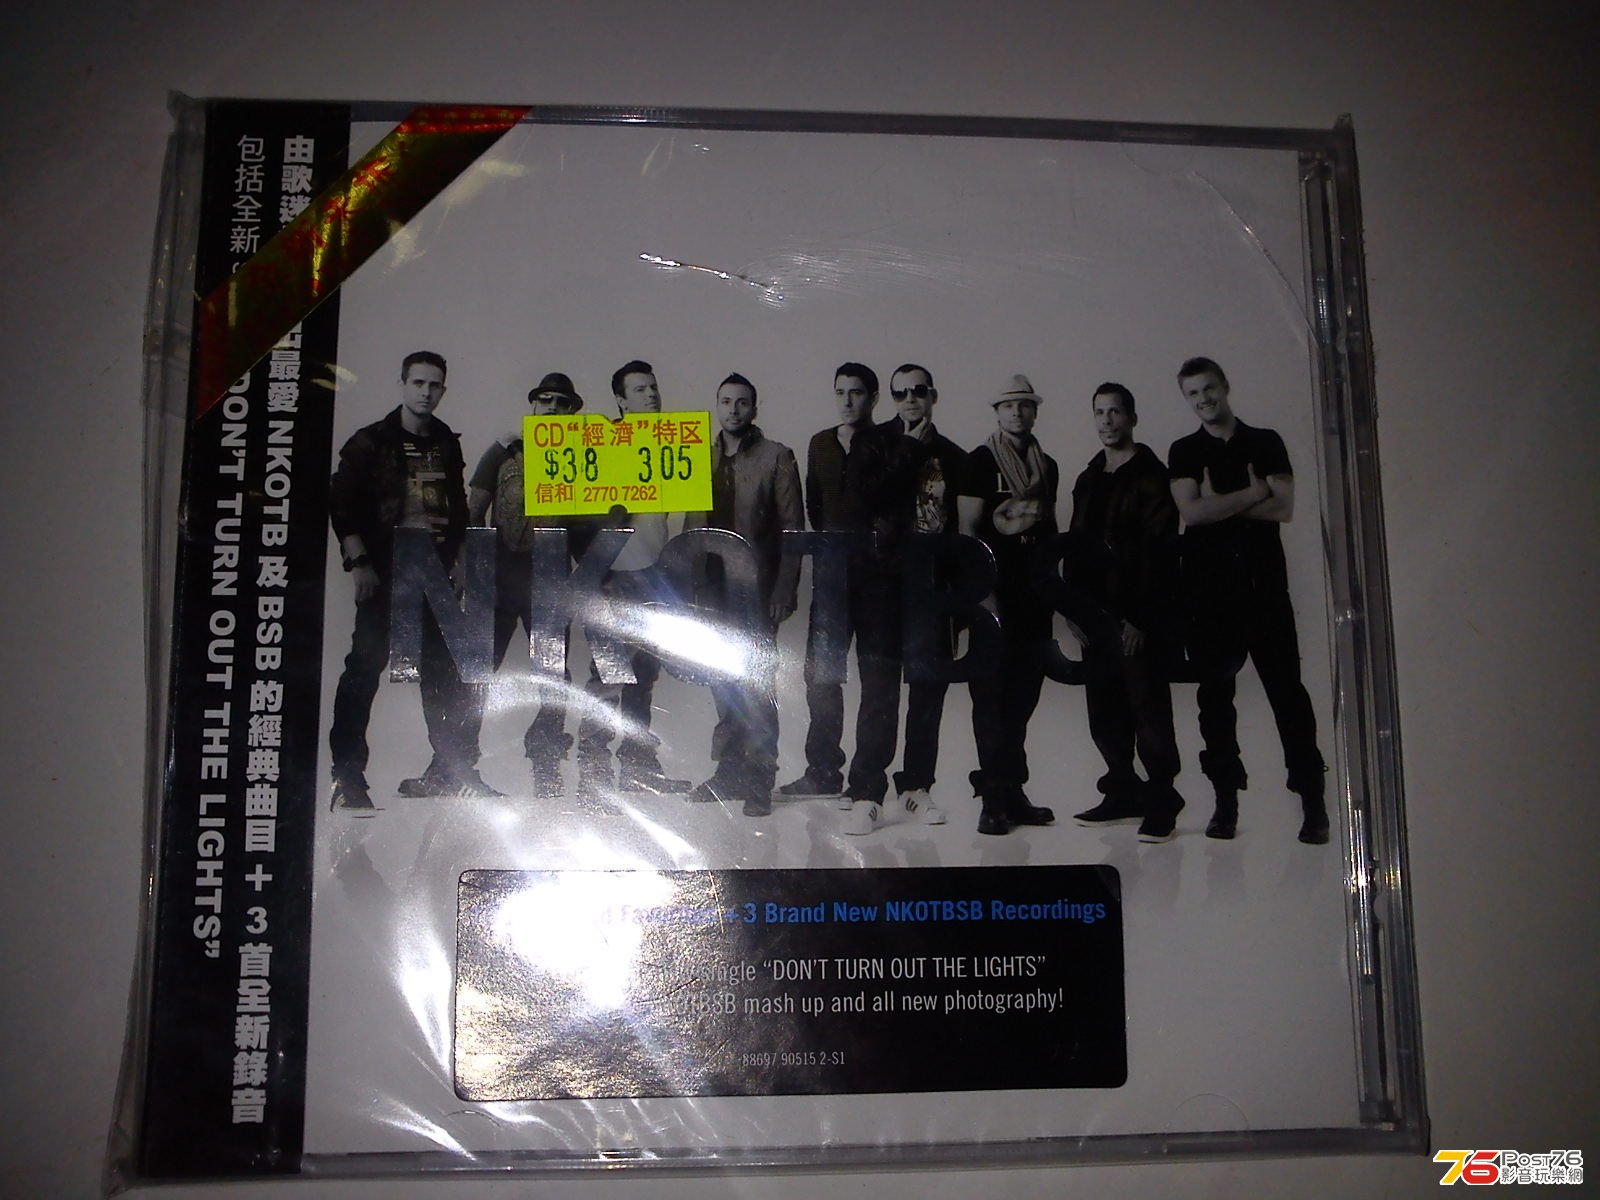 由歌迷 最愛 NKOTB 及 BSB 的經典曲目 + 3 首全新錄音
包括全新 "DON'T TURN OUT THE LIGHTS"
CD "經濟" 特区
$38 305
信和 2770 7262
NKOTBSB
+ 3 Brand New NKOTBSB Recordings
single "DON'T TURN OUT THE LIGHTS"
mash up and all new photography!
88697 90515 2-S1
76 Post76
影音玩樂網